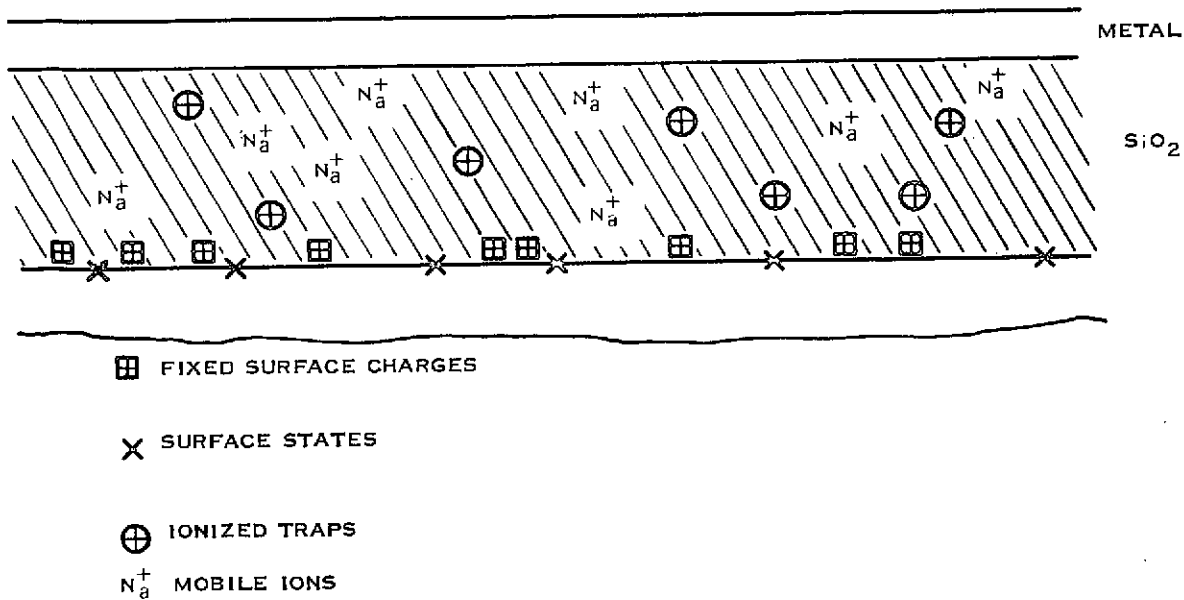 METAL
Na+
Na+
Na+
Na+
Na+
SiO2
Na+
Na+
Na+
FIXED SURFACE CHARGES
SURFACE STATES
IONIZED TRAPS
Na+ MOBILE IONS